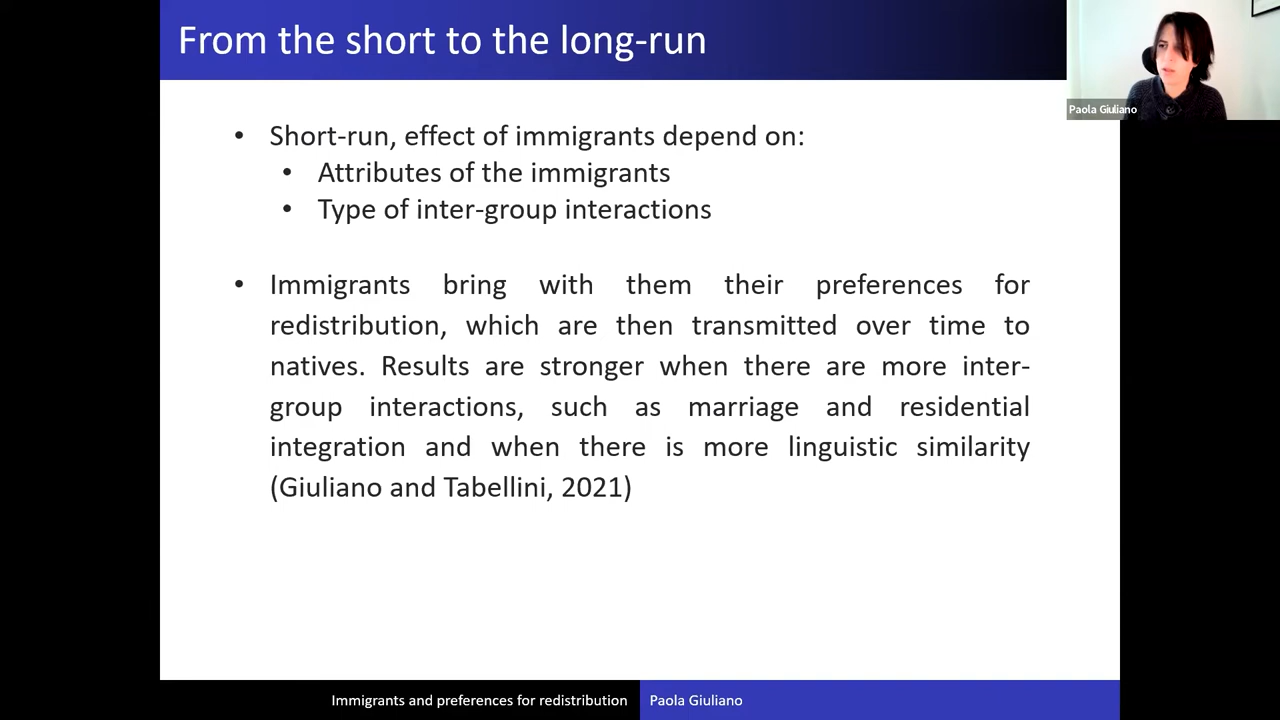 From the short to the long-run
Paola Giuliano
• Short-run, effect of immigrants depend on:
• Attributes of the immigrants
• Type of inter-group interactions
• Immigrants bring with them their preferences for
redistribution, which are then transmitted over time to
natives. Results are stronger when there are more inter-
group interactions, such as marriage and residential
integration and when there is more linguistic similarity
(Giuliano and Tabellini, 2021)
Immigrants and preferences for redistribution
Paola Giuliano